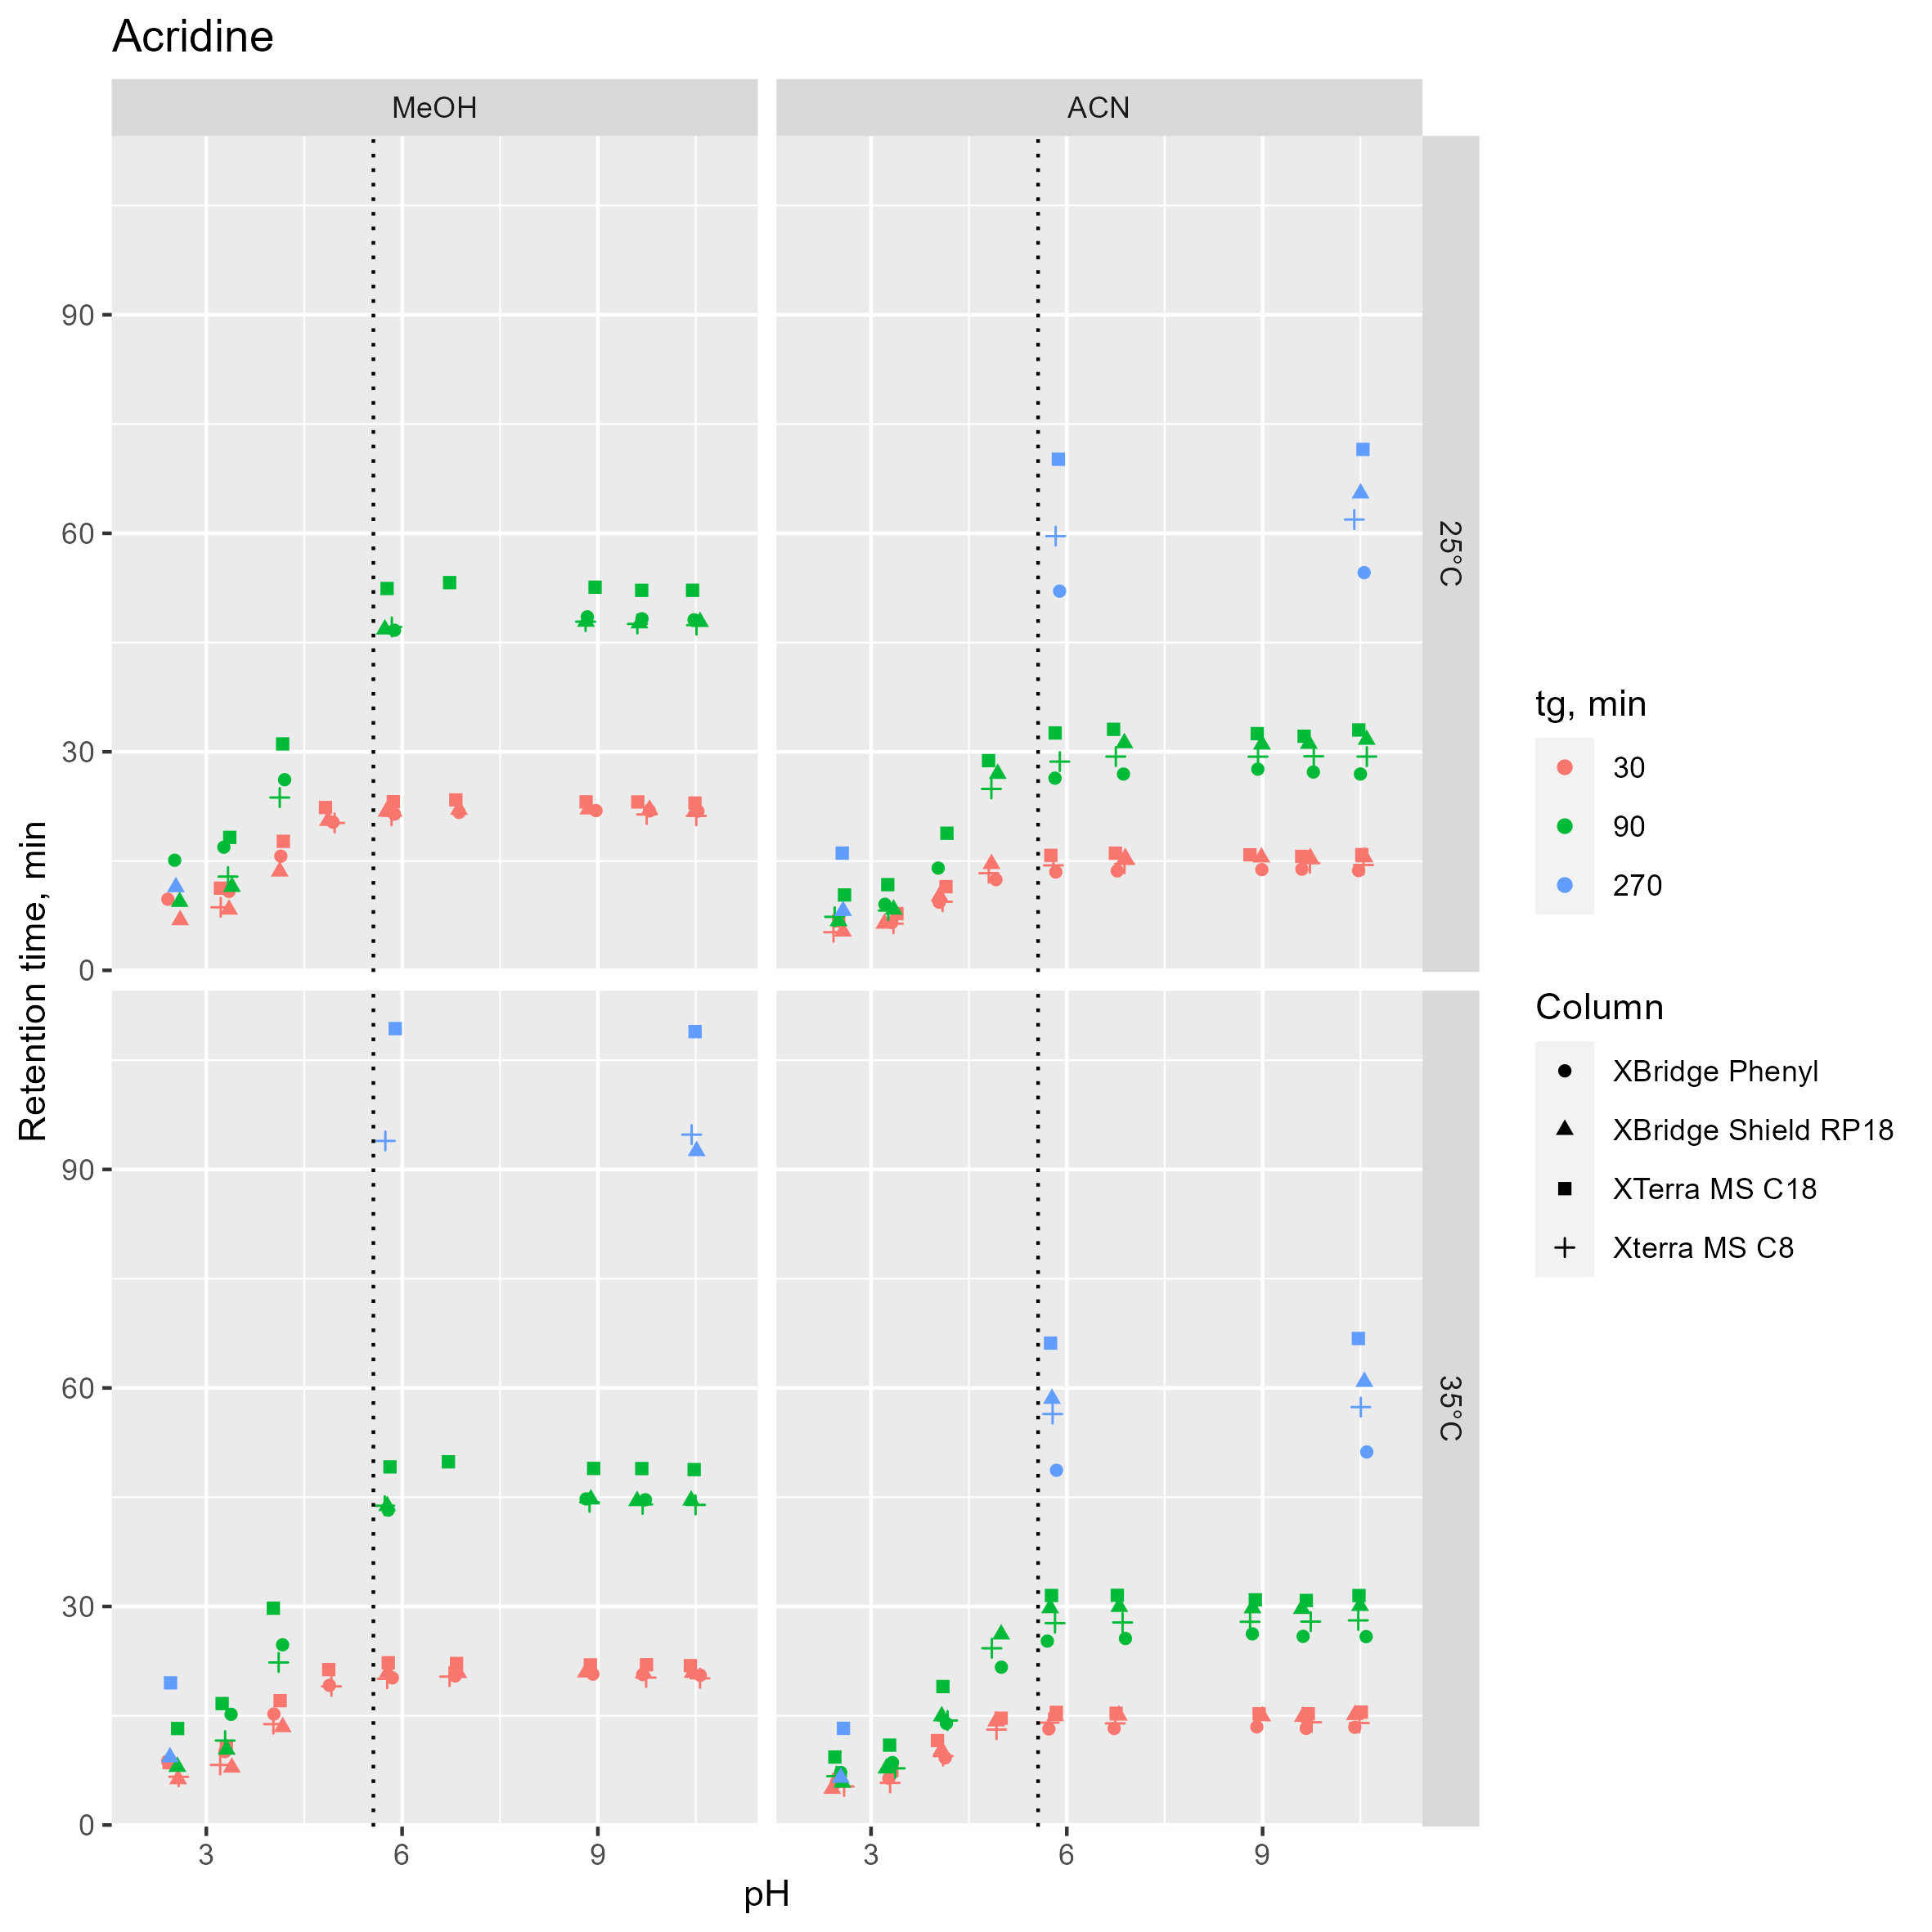 Acridine
MeOH
ACN
90
60
30
0
25°C
90
60
30
0
35°C
3
6
9
3
6
9
pH
Retention time, min
tg, min
30
90
270
Column
XBridge Phenyl
XBridge Shield RP18
XTerra MS C18
Xterra MS C8